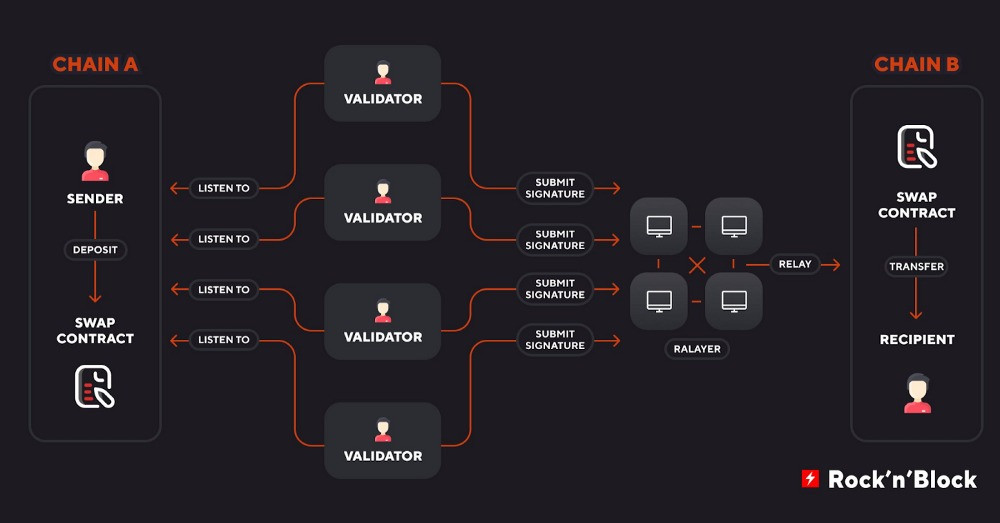 CHAIN A
SENDER
DEPOSIT
SWAP
CONTRACT
LISTEN TO
LISTEN TO
LISTEN TO
LISTEN TO
VALIDATOR
VALIDATOR
VALIDATOR
VALIDATOR
SUBMIT
SIGNATURE
SUBMIT
SIGNATURE
SUBMIT
SIGNATURE
SUBMIT
SIGNATURE
RALAYER
RELAY
CHAIN B
SWAP
CONTRACT
TRANSFER
RECIPIENT
Rock'n'Block